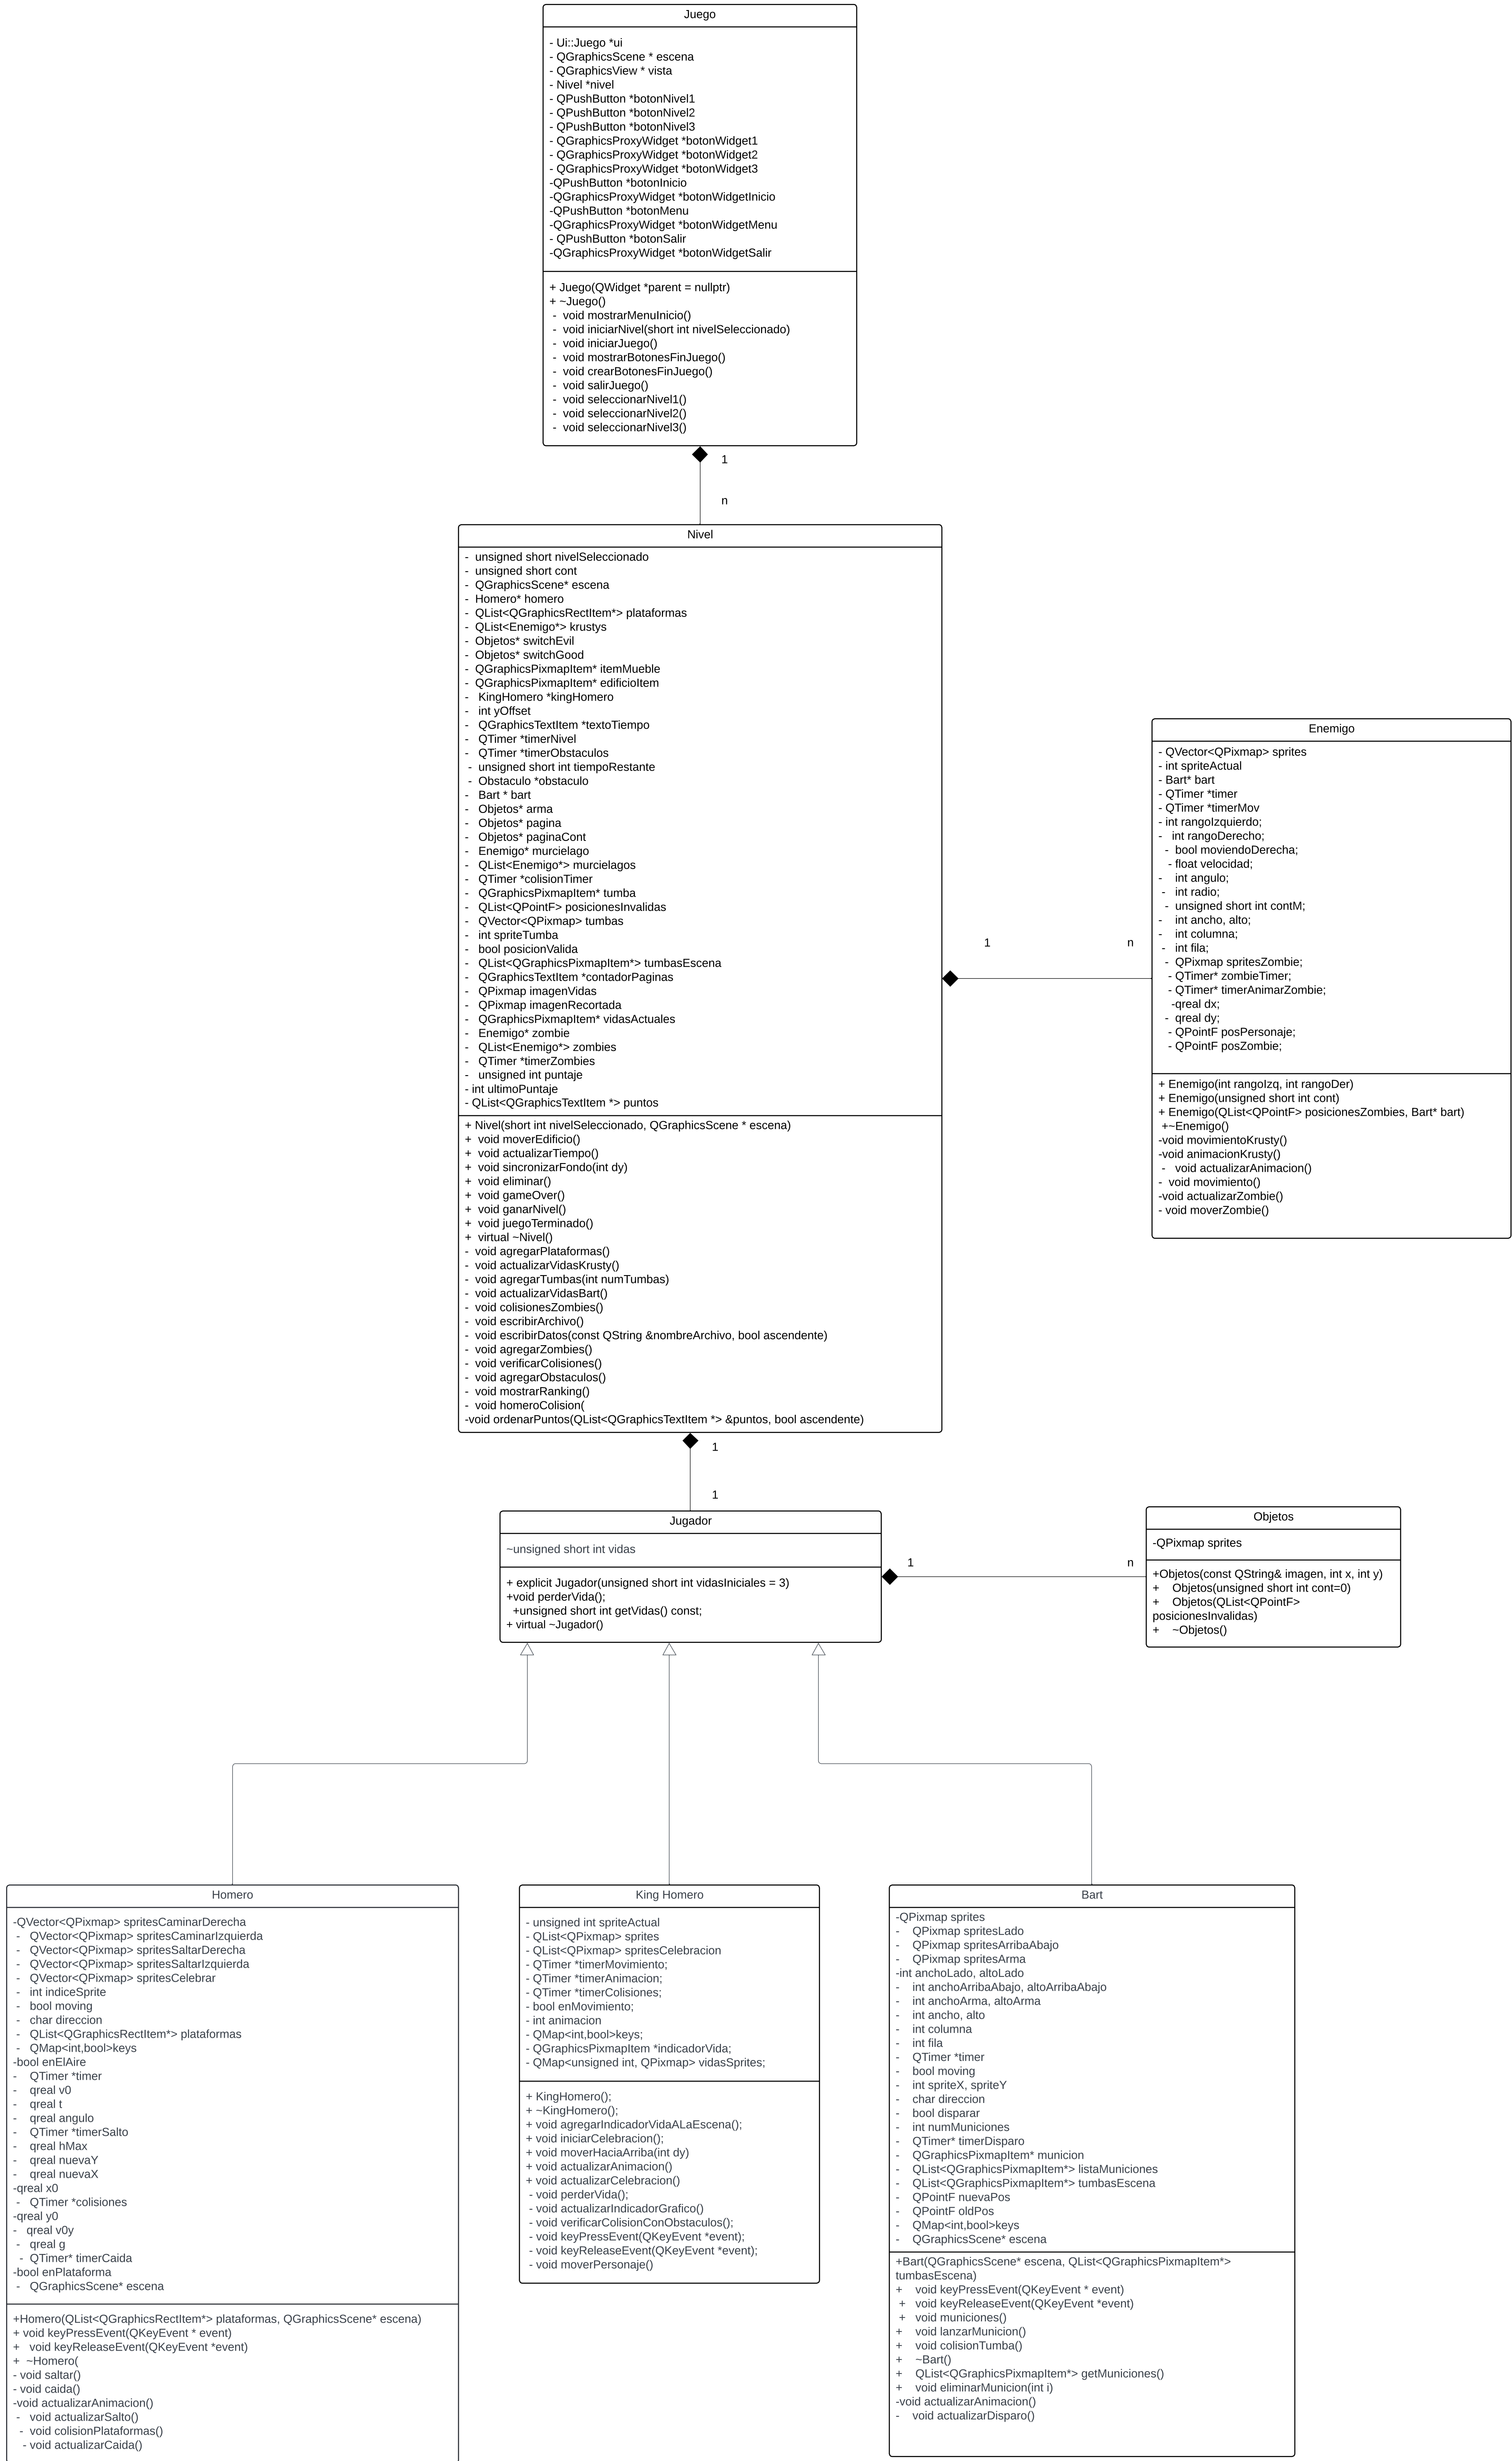 Juego
- Ui::Juego *ui
- QGraphicsScene * escena
- QGraphicsView * vista
- Nivel *nivel
- QPushButton *botonNivel1
- QPushButton *botonNivel2
- QPushButton *botonNivel3
- QGraphicsProxyWidget *botonWidget1
- QGraphicsProxyWidget *botonWidget2
- QGraphicsProxyWidget *botonWidget3
-QPushButton *botonInicio
-QGraphicsProxyWidget *botonWidgetInicio
-QPushButton *botonMenu
-QGraphicsProxyWidget *botonWidgetMenu
- QPushButton *botonSalir
-QGraphicsProxyWidget *botonWidgetSalir
+ Juego(QWidget *parent = nullptr)
+ ~Juego()
- void mostrarMenuInicio()
- void iniciarNivel(short int nivelSeleccionado)
- void iniciarJuego()
- void mostrarBotonesFinJuego()
- void crearBotonesFinJuego()
- void salirJuego()
- void seleccionarNivel1()
- void seleccionarNivel2()
- void seleccionarNivel3()
1
n
Nivel
- unsigned short nivelSeleccionado
- unsigned short cont
- QGraphicsScene* escena
- Homero* homero
- QList<QGraphicsRectItem*> plataformas
- QList<Enemigo*> krustys
- Objetos* switchEvil
- Objetos* switchGood
- QGraphicsPixmapItem* itemMueble
- QGraphicsPixmapItem* edificioItem
- KingHomero *kingHomero
- int yOffset
- QGraphicsTextItem *textoTiempo
- QTimer *timerNivel
- QTimer *timerObstaculos
- unsigned short int tiempoRestante
- Obstaculo *obstaculo
- Bart * bart
- Objetos* arma
- Objetos* pagina
- Objetos* paginaCont
- Enemigo* murcielago
- QList<Enemigo*> murcielagos
- QTimer *colisionTimer
- QGraphicsPixmapItem* tumba
- QList<QPointF> posicionesInvalidas
- QVector<QPixmap> tumbas
- int spriteTumba
- bool posicionValida
- QList<QGraphicsPixmapItem*> tumbasEscena
- QGraphicsTextItem *contadorPaginas
- QPixmap imagenVidas
- QPixmap imagenRecortada
- QGraphicsPixmapItem* vidasActuales
- Enemigo* zombie
- QList<Enemigo*> zombies
- QTimer *timerZombies
- unsigned int puntaje
- int ultimoPuntaje
- QList<QGraphicsTextItem *> puntos
+ Nivel(short int nivelSeleccionado, QGraphicsScene * escena)
+ void moverEdificio()
+ void actualizarTiempo()
+ void sincronizarFondo(int dy)
+ void eliminar()
+ void gameOver()
+ void ganarNivel()
+ void juegoTerminado()
+ virtual ~Nivel()
- void agregarPlataformas()
- void actualizarVidasKrusty()
- void agregarTumbas(int numTumbas)
- void actualizarVidasBart()
- void colisionesZombies()
- void escribirArchivo()
- void escribirDatos(const QString &nombreArchivo, bool ascendente)
- void agregarZombies()
- void verificarColisiones()
- void agregarObstaculos()
- void mostrarRanking()
- void homeroColision(
-void ordenarPuntos(QList<QGraphicsTextItem *> &puntos, bool ascendente)
1
n
Enemigo
- QVector<QPixmap> sprites
- int spriteActual
- Bart* bart
- QTimer *timer
- QTimer *timerMov
- int rangoIzquierdo;
- int rangoDerecho;
- bool moviendoDerecha;
- float velocidad;
- int angulo;
- int radio;
- unsigned short int contM;
- int ancho, alto;
- int columna;
- int fila;
- QPixmap spritesZombie;
- QTimer* zombieTimer;
- QTimer* timerAnimarZombie;
-qreal dx;
- qreal dy;
- QPointF posPersonaje;
- QPointF posZombie;
+ Enemigo(int rangoIzq, int rangoDer)
+ Enemigo(unsigned short int cont)
+ Enemigo(QList<QPointF> posicionesZombies, Bart* bart)
+~Enemigo()
-void movimientoKrusty()
-void animacionKrusty()
- void actualizarAnimacion()
- void movimiento()
-void actualizarZombie()
- void moverZombie()
1
1
Jugador
~unsigned short int vidas
+ explicit Jugador(unsigned short int vidasIniciales = 3)
+void perderVida();
+unsigned short int getVidas() const;
+ virtual ~Jugador()
1
n
Objetos
-QPixmap sprites
+Objetos(const QString& imagen, int x, int y)
+ Objetos(unsigned short int cont=0)
+ Objetos(QList<QPointF>
posicionesInvalidas)
+ ~Objetos()
Homero
-QVector<QPixmap> spritesCaminarDerecha
- QVector<QPixmap> spritesCaminarIzquierda
- QVector<QPixmap> spritesSaltarDerecha
- QVector<QPixmap> spritesSaltarIzquierda
- QVector<QPixmap> spritesCelebrar
- int indiceSprite
- bool moving
- char direccion
- QList<QGraphicsRectItem*> plataformas
- QMap<int,bool>keys
-bool enElAire
- QTimer *timer
- qreal v0
- qreal t
- qreal angulo
- QTimer *timerSalto
- qreal hMax
- qreal nuevaY
- qreal nuevaX
-qreal x0
- QTimer *colisiones
-qreal y0
- qreal v0y
- qreal g
- QTimer* timerCaida
-bool enPlataforma
- QGraphicsScene* escena
+Homero(QList<QGraphicsRectItem*> plataformas, QGraphicsScene* escena)
+ void keyPressEvent(QKeyEvent * event)
+ void keyReleaseEvent(QKeyEvent *event)
+ ~Homero(
- void saltar()
- void caida()
-void actualizarAnimacion()
- void actualizarSalto()
- void colisionPlataformas()
- void actualizarCaida()
King Homero
- unsigned int spriteActual
- QList<QPixmap> sprites
- QList<QPixmap> spritesCelebracion
- QTimer *timerMovimiento;
- QTimer *timerAnimacion;
- QTimer *timerColisiones;
- bool enMovimiento;
- int animacion
- QMap<int,bool>keys;
- QGraphicsPixmapItem *indicadorVida;
- QMap<unsigned int, QPixmap> vidasSprites;
+ KingHomero();
+ ~KingHomero();
+ void agregarIndicadorVidaALaEscena();
+ void iniciarCelebracion();
+ void moverHaciaArriba(int dy)
+ void actualizarAnimacion()
+ void actualizarCelebracion()
- void perderVida();
- void actualizarIndicadorGrafico()
- void verificarColisionConObstaculos();
- void keyPressEvent(QKeyEvent *event);
- void keyReleaseEvent(QKeyEvent *event);
- void moverPersonaje()
Bart
-QPixmap sprites
- QPixmap spritesLado
- QPixmap spritesArribaAbajo
- QPixmap spritesArma
-int anchoLado, altoLado
- int anchoArribaAbajo, altoArribaAbajo
- int anchoArma, altoArma
- int ancho, alto
- int columna
- int fila
- QTimer *timer
- bool moving
- int spriteX, spriteY
- char direccion
- bool disparar
- int numMuniciones
- QTimer* timerDisparo
- QGraphicsPixmapItem* municion
- QList<QGraphicsPixmapItem*> listaMuniciones
- QList<QGraphicsPixmapItem*> tumbasEscena
- QPointF nuevaPos
- QPointF oldPos
- QMap<int,bool>keys
- QGraphicsScene* escena
+Bart(QGraphicsScene* escena, QList<QGraphicsPixmapItem*>
tumbasEscena)
+ void keyPressEvent(QKeyEvent * event)
+ void keyReleaseEvent(QKeyEvent *event)
+ void municiones()
+ void lanzarMunicion()
+ void colisionTumba()
+ ~Bart()
+ QList<QGraphicsPixmapItem*> getMuniciones()
+ void eliminarMunicion(int i)
-void actualizarAnimacion()
- void actualizarDisparo()